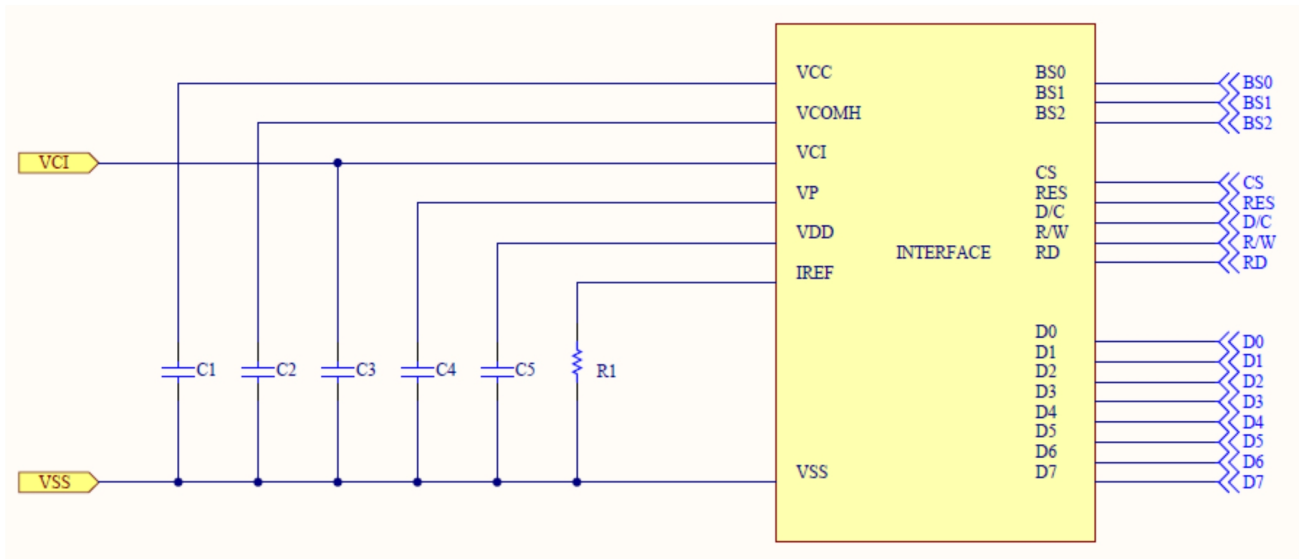 VCC BS0 BS0
BS1 BS1
VCOMH BS2 BS2
VCI VCI
CS CS
VP RES RES
D/C D/C
VDD R/W R/W
INTERFACE RD RD
IREF
D0 D0
D1 D1
C1 C2 C3 C4 C5 R1 D2 D2
D3 D3
D4 D4
D5 D5
D6 D6
VSS VSS D7 D7